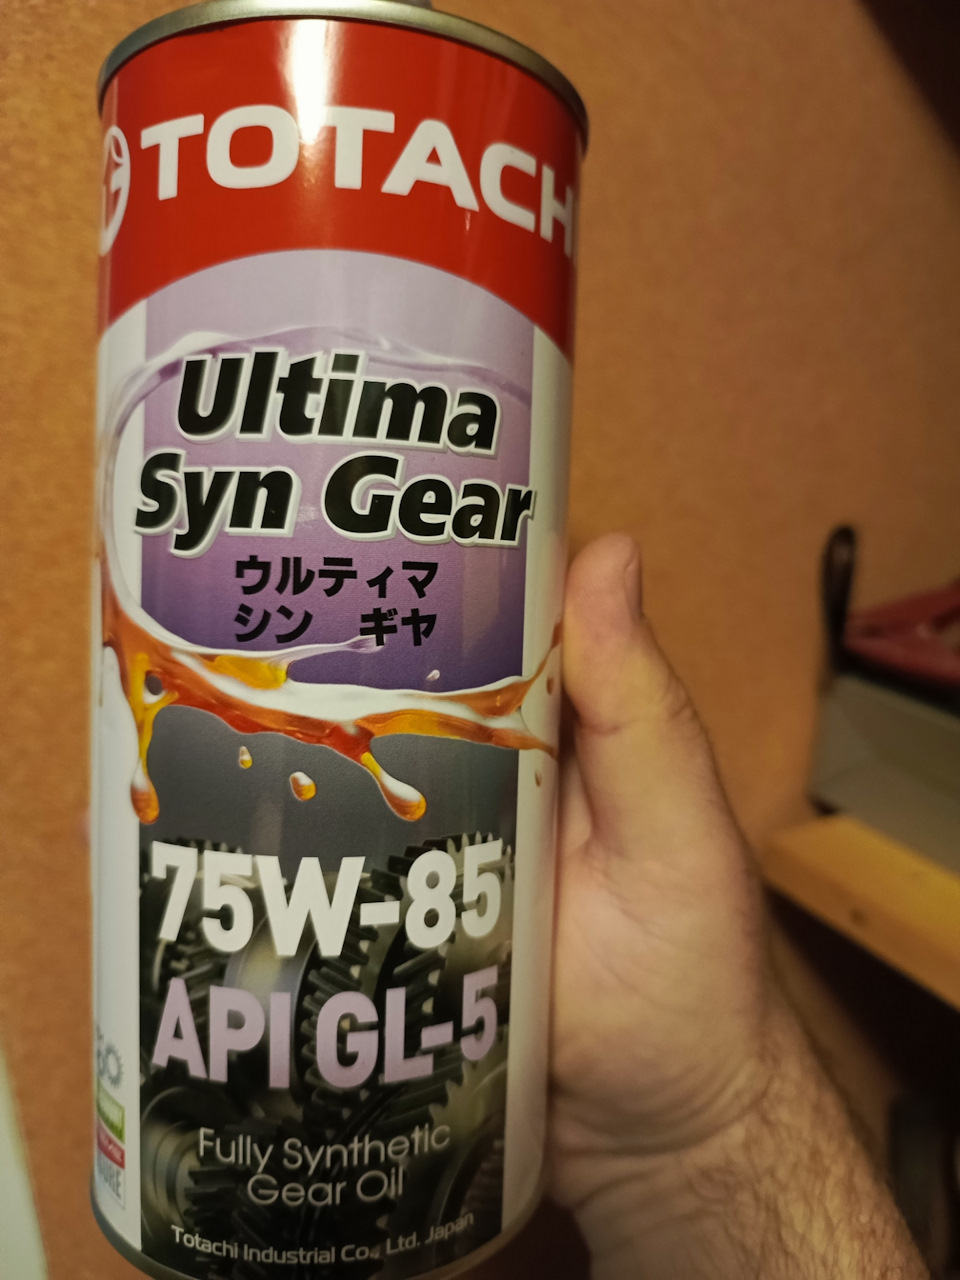 TOTACHI
Ultima
Syn Gear
ウルティマ
シン ギヤ
75W-85
API GL-5
Fully Synthetic
Gear Oil
Totachi Industrial Co., Ltd. Japan